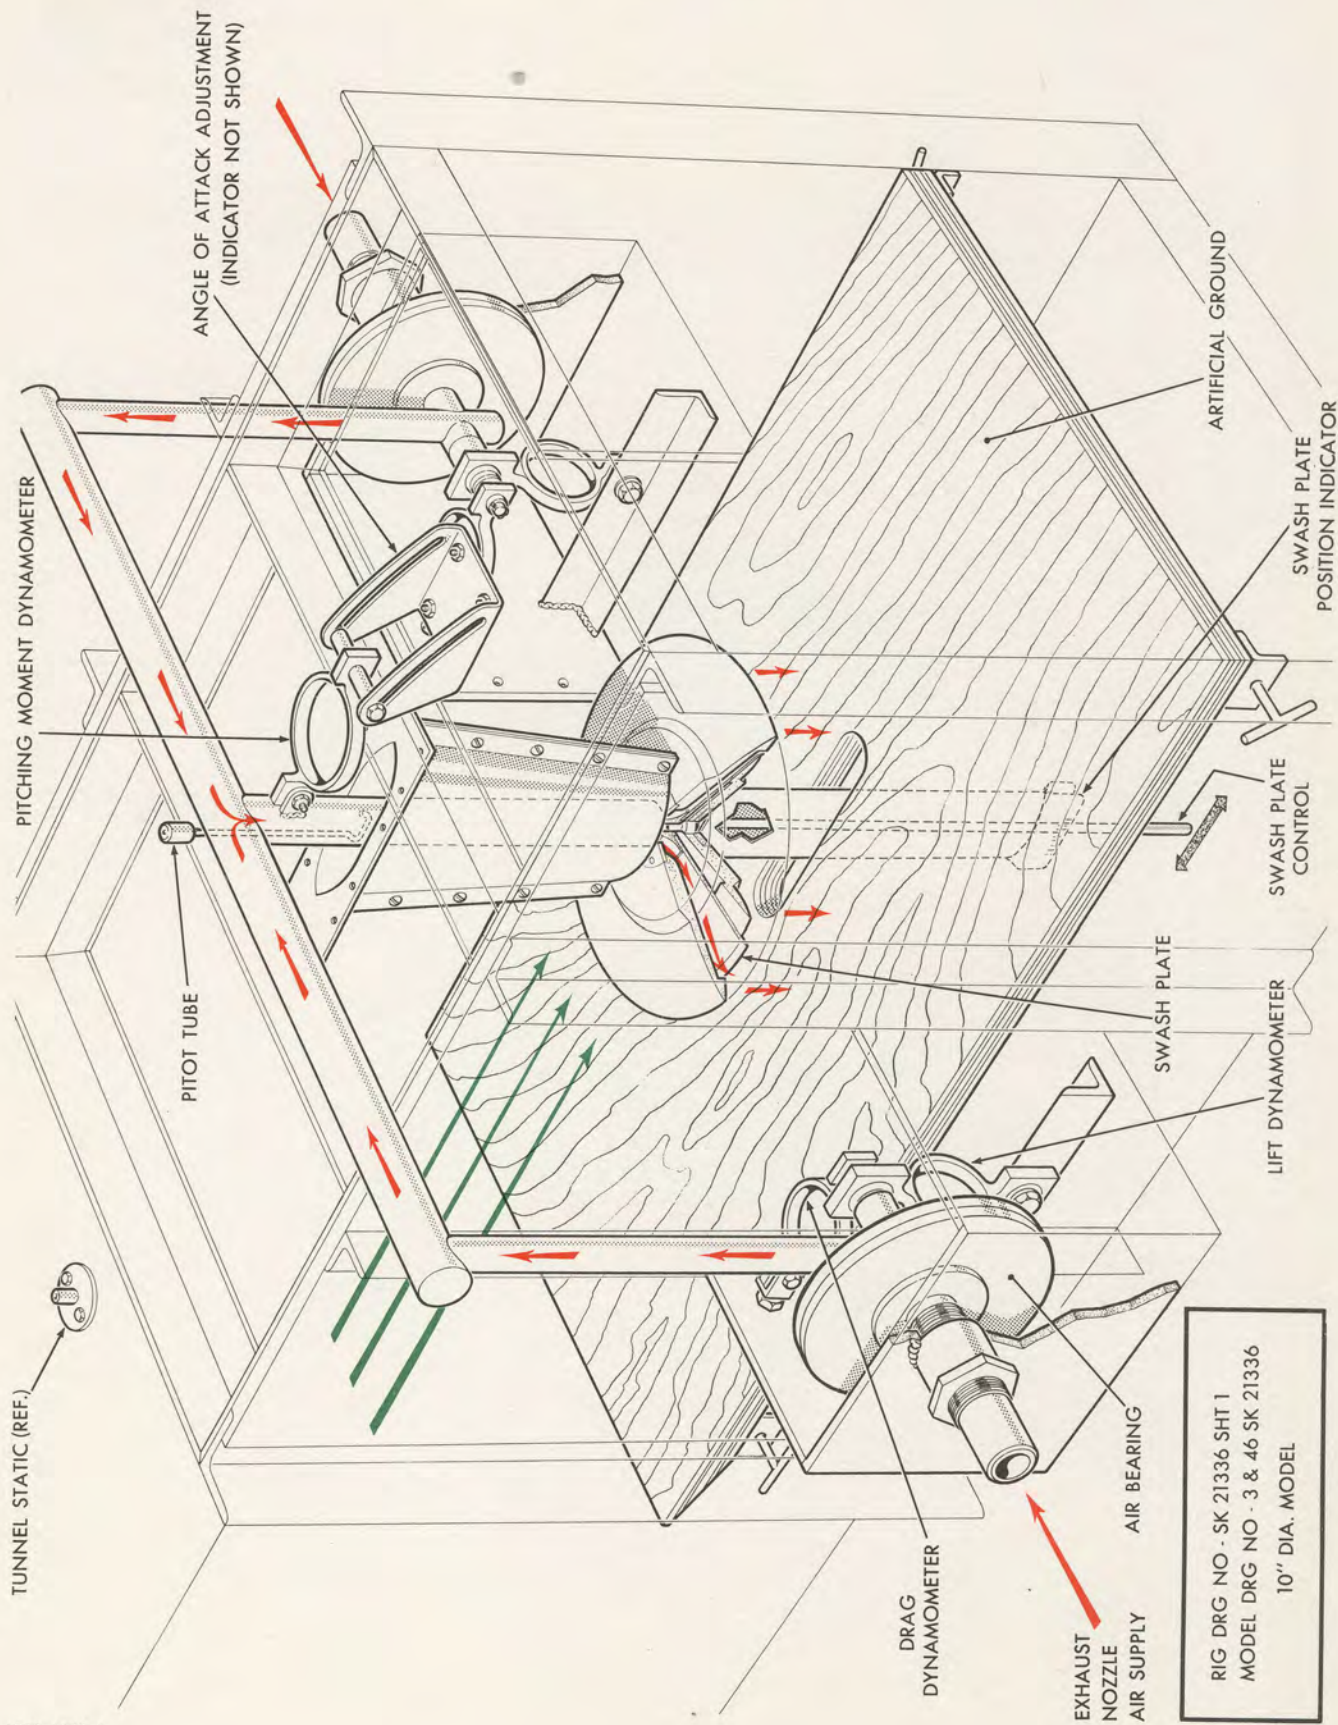 TUNNEL STATIC (REF.)
PITOT TUBE
PITCHING MOMENT DYNAMOMETER
ANGLE OF ATTACK ADJUSTMENT
(INDICATOR NOT SHOWN)
DRAG
DYNAMOMETER
EXHAUST
NOZZLE
AIR SUPPLY
AIR BEARING
LIFT DYNAMOMETER
SWASH PLATE
SWASH PLATE
CONTROL
SWASH PLATE
POSITION INDICATOR
ARTIFICIAL GROUND
RIG DRG NO - SK 21336 SHT 1
MODEL DRG NO - 3 & 46 SK 21336
10" DIA. MODEL